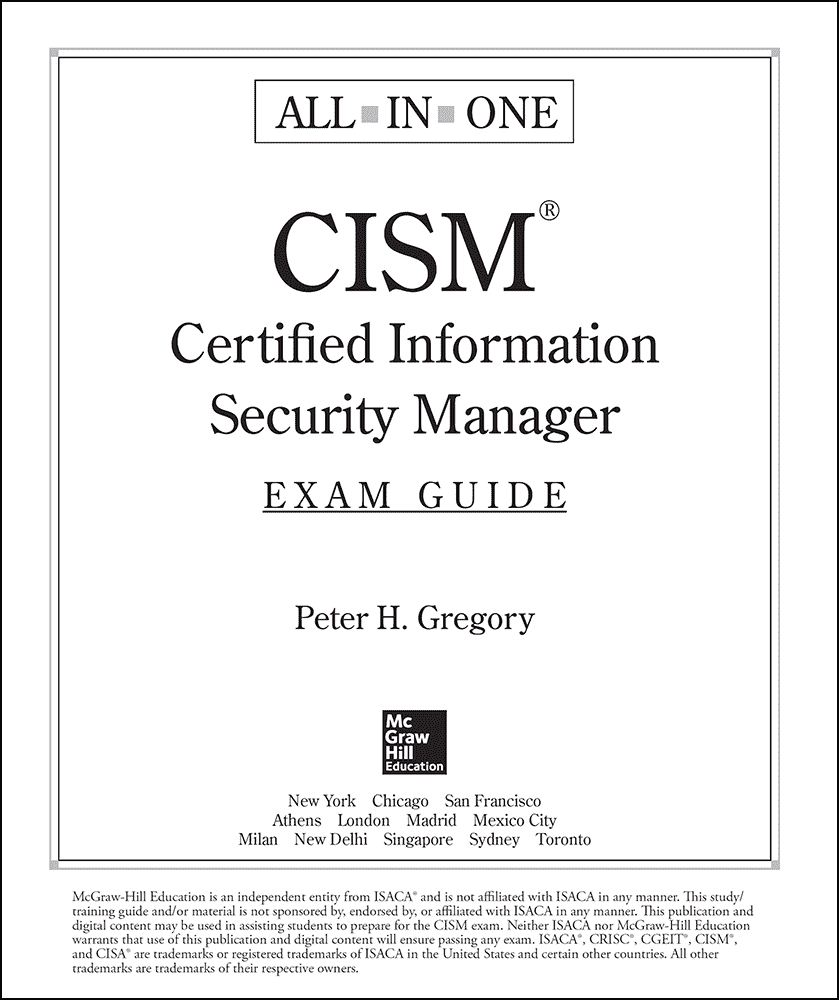 ALL■IN■ONE
CISM®
Certified Information
Security Manager
EXAM GUIDE
Peter H. Gregory
Mc
Graw
Hill
Education
New York Chicago San Francisco
Athens London Madrid Mexico City
Milan New Delhi Singapore Sydney Toronto
McGraw-Hill Education is an independent entity from ISACA® and is not affiliated with ISACA in any manner. This study/
training guide and/or material is not sponsored by, endorsed by, or affiliated with ISACA in any manner. This publication and
digital content may be used in assisting students to prepare for the CISM exam. Neither ISACA nor McGraw-Hill Education
warrants that use of this publication and digital content will ensure passing any exam. ISACA®, CRISC®, CGEIT®, CISM®,
and CISA® are trademarks or registered trademarks of ISACA in the United States and certain other countries. All other
trademarks are trademarks of their respective owners.